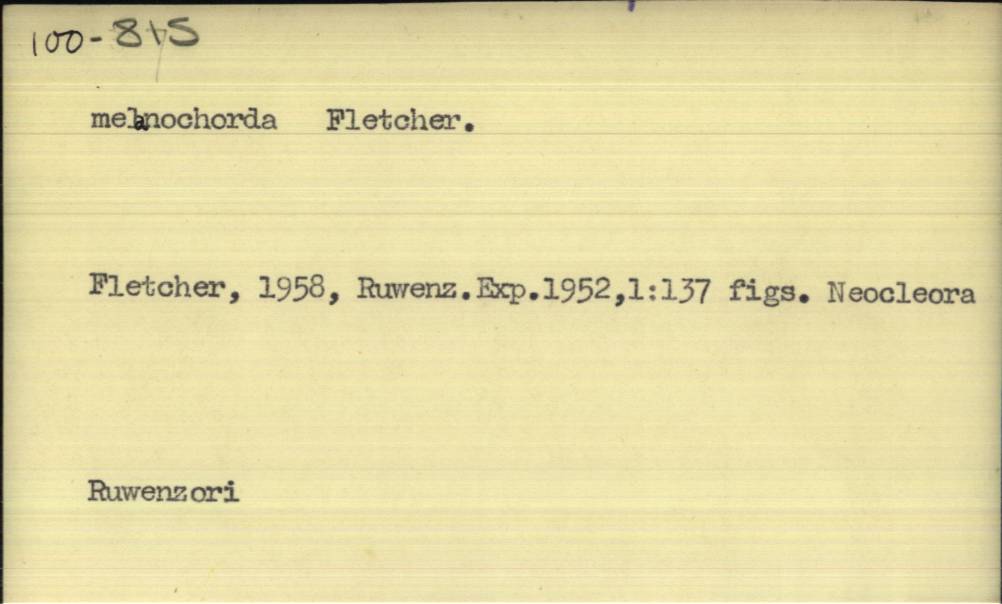 100-815
melanochorda Fletcher.
Fletcher, 1958, Ruwenz.Exp.1952,1:137 figs. Neocleora
Ruwenzori